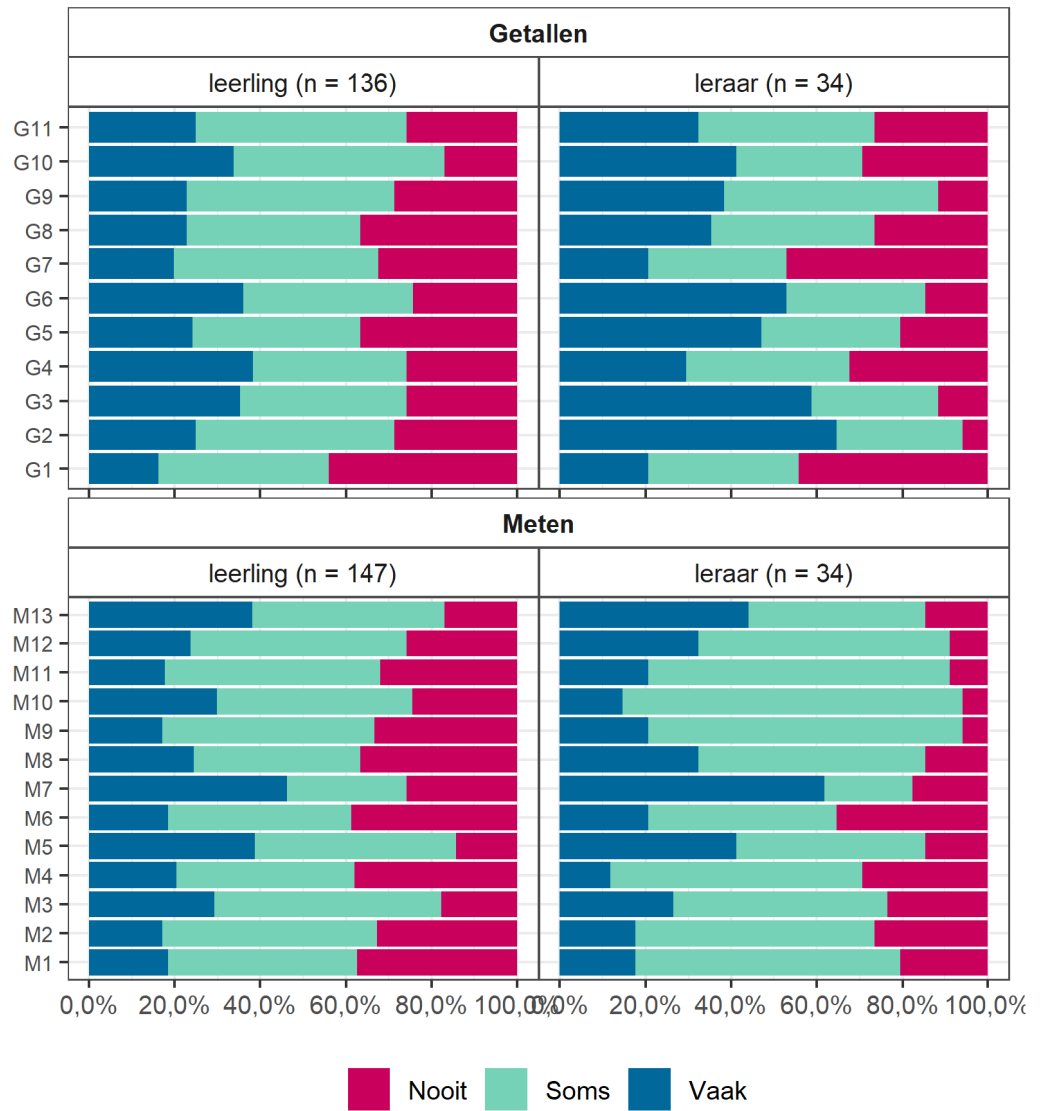 Getallen
leerling (n = 136) leraar (n = 34)
G11
G10
G9
G8
G7
G6
G5
G4
G3
G2
G1
Meten
leerling (n = 147) leraar (n = 34)
M13
M12
M11
M10
M9
M8
M7
M6
M5
M4
M3
M2
M1
0,0% 20,0% 40,0% 60,0% 80,0% 100,0% 0,0% 20,0% 40,0% 60,0% 80,0% 100,0%
Nooit Soms Vaak